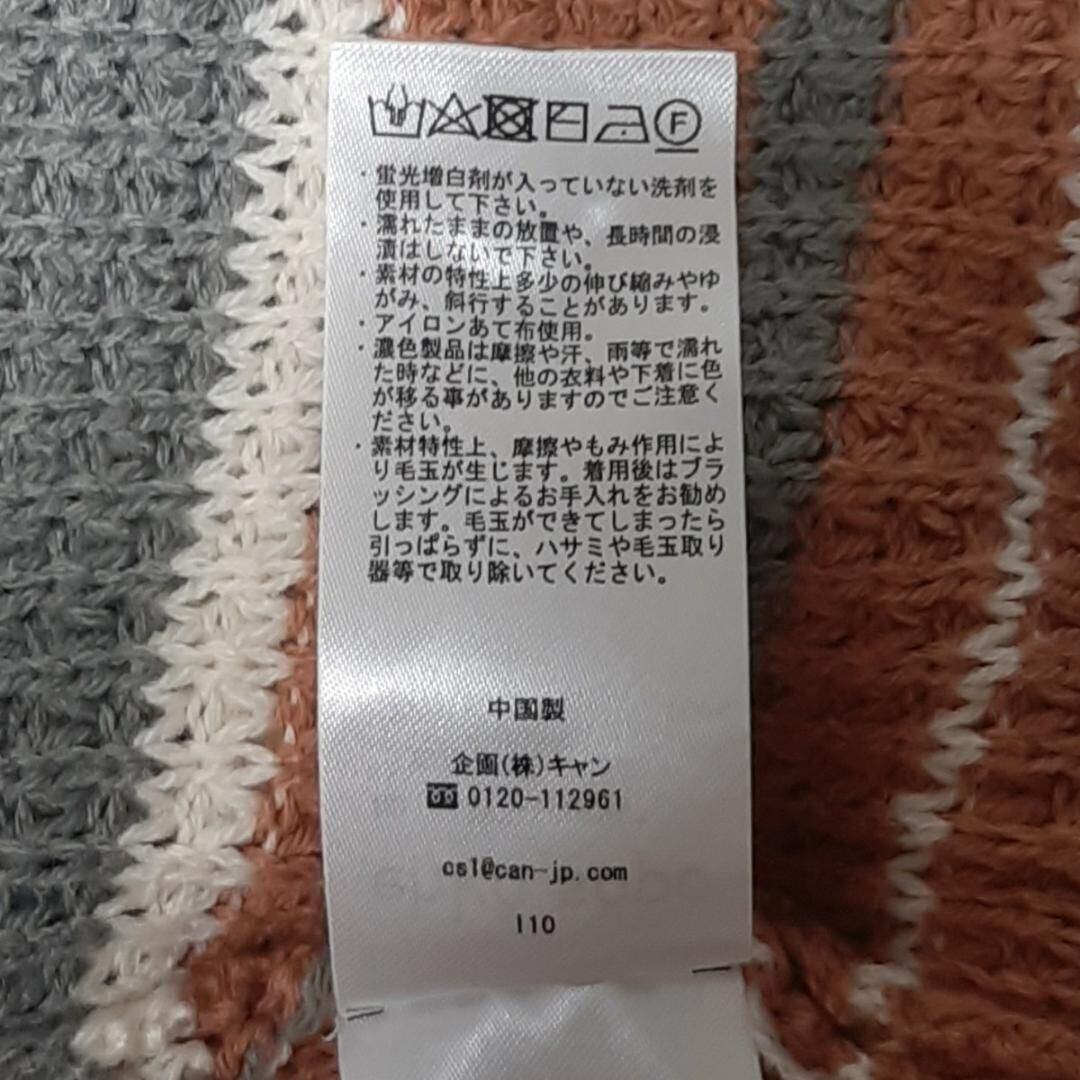 F
・蛍光増白剤が入っていない洗剤を
使用して下さい。
・濡れたままの放置や、長時間の浸
漬はしないで下さい。
・素材の特性上多少の伸び縮みやゆ
がみ、斜行することがあります。
・アイロンあて布使用。
・濃色製品は摩擦や汗、雨等で濡れ
た時などに、他の衣料や下着に色
が移る事がありますのでご注意く
ださい。
・素材特性上、摩擦やもみ作用によ
り毛玉が生じます。着用後はブラ
ッシングによるお手入れをお勧め
します。毛玉ができてしまったら
引っぱらずに、ハサミや毛玉取り
器等で取り除いてください。
中国製
企画(株)キャン
0120-112961
cs1@can-jp.com
I10